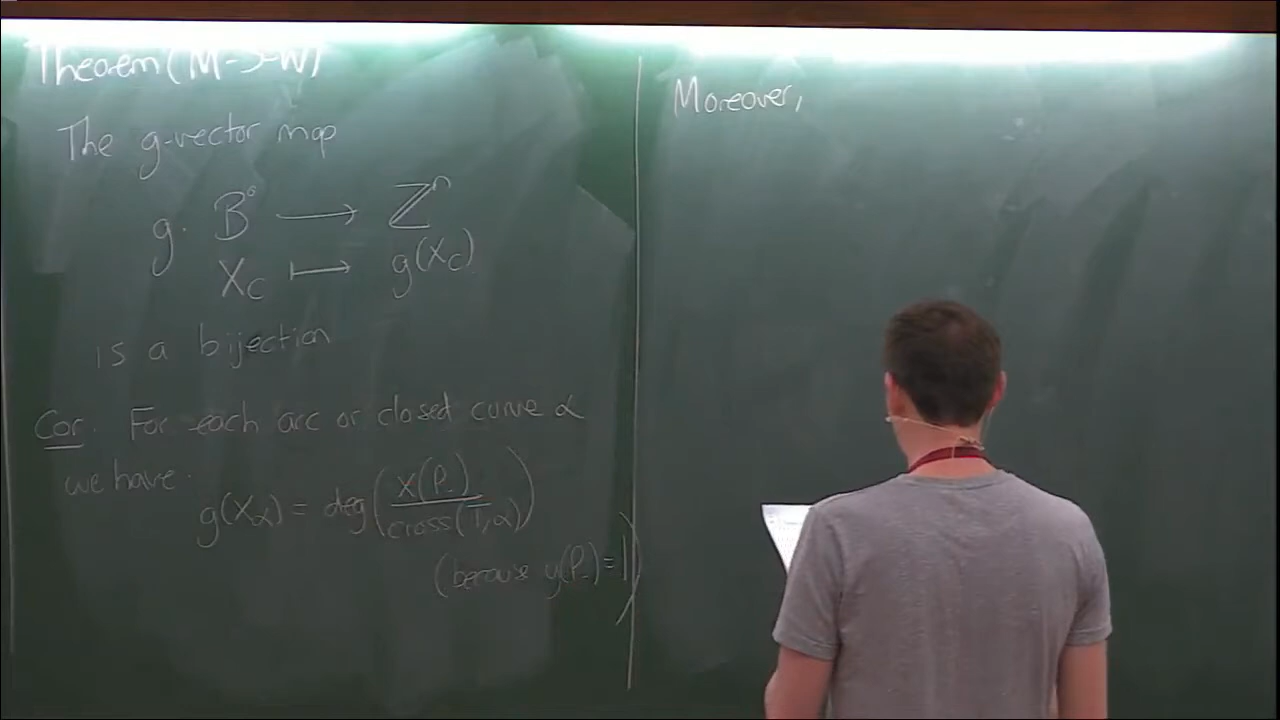 Theorem (M-S-W)
The g-vector map
g: B° ⟶ ℤⁿ
X_C ⟼ g(X_C)
is a bijection
Cor. For each arc or closed curve α
we have.
g(X_α) = deg(X(P_-) / cross(T, α))
(because y(P_-) = 1)
Moreover,